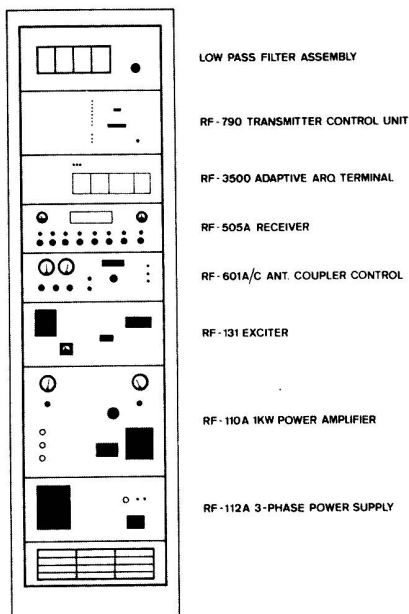 LOW PASS FILTER ASSEMBLY
RF-790 TRANSMITTER CONTROL UNIT
RF-3500 ADAPTIVE ARQ TERMINAL
RF-505A RECEIVER
RF-601A/C ANT. COUPLER CONTROL
RF-131 EXCITER
RF-110A 1KW POWER AMPLIFIER
RF-112A 3-PHASE POWER SUPPLY